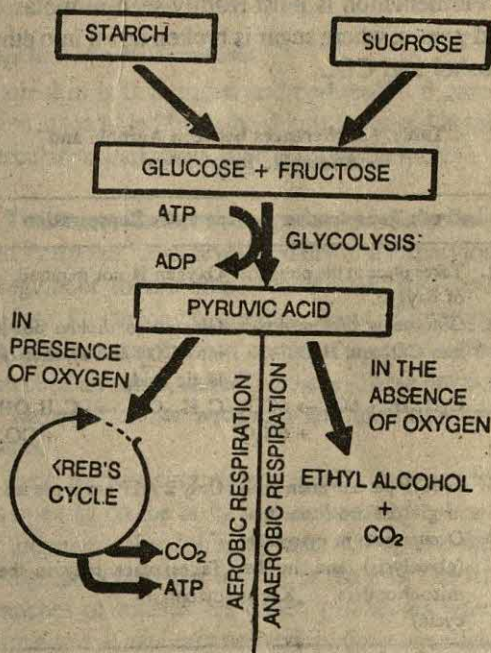 STARCH
SUCROSE
GLUCOSE + FRUCTOSE
ATP
GLYCOLYSIS
ADP
PYRUVIC ACID
IN
PRESENCE
OF OXYGEN
IN THE
ABSENCE
OF OXYGEN
KREB'S
CYCLE
CO₂
ATP
AEROBIC RESPIRATION
ANAEROBIC RESPIRATION
ETHYL ALCOHOL
+
CO₂